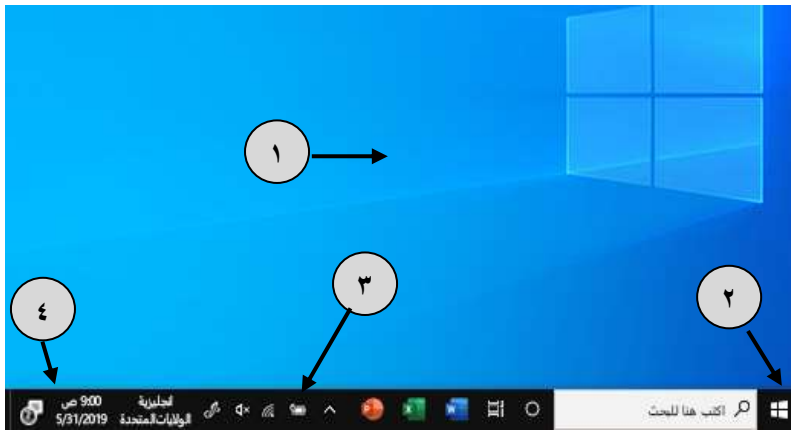 ١
٢
٣
٤
اكتب هنا للبحث
انجليزية
الولايات المتحدة
9:00 ص
5/31/2019